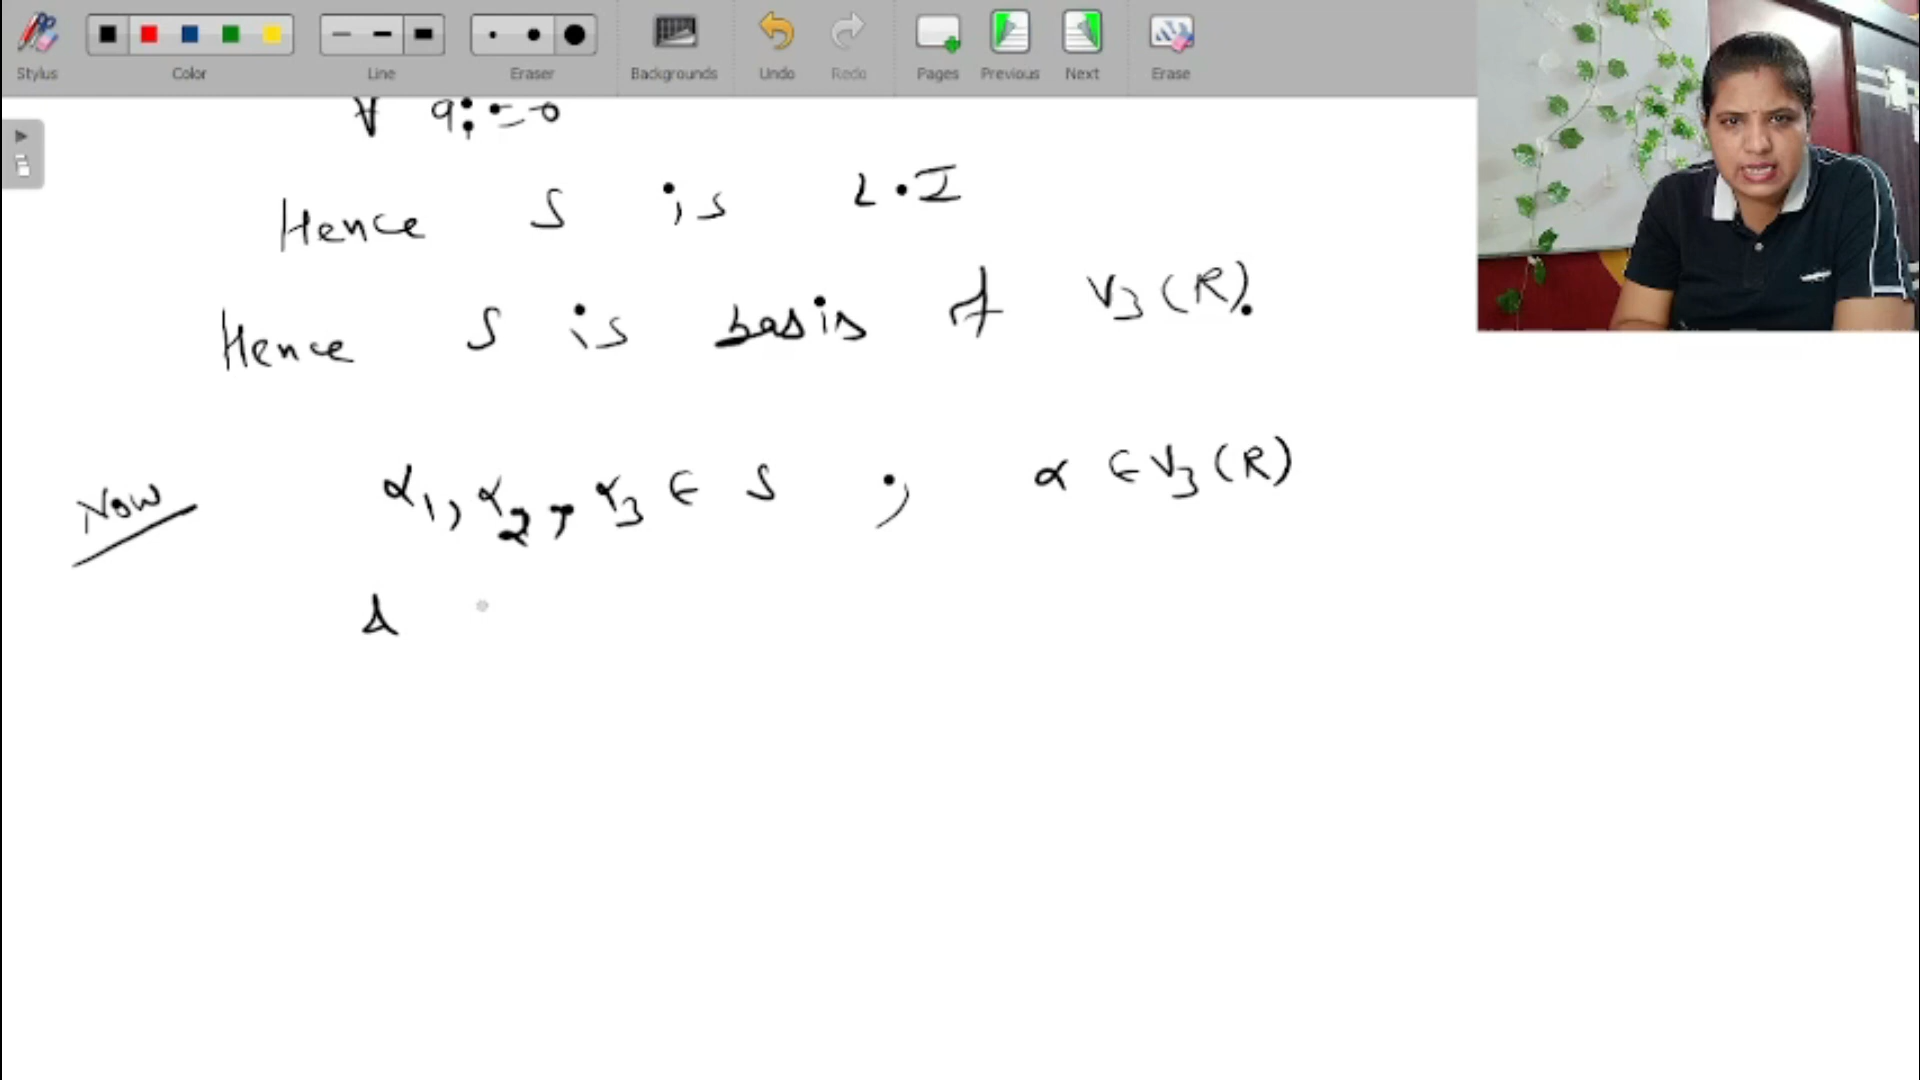 Stylus Color Line Eraser Backgrounds Undo Redo Pages Previous Next Erase
∀ ai = 0
Hence S is L.I
Hence S is basis of V3(R).
Now α1, α2, α3 ∈ S ; α ∈ V3(R)